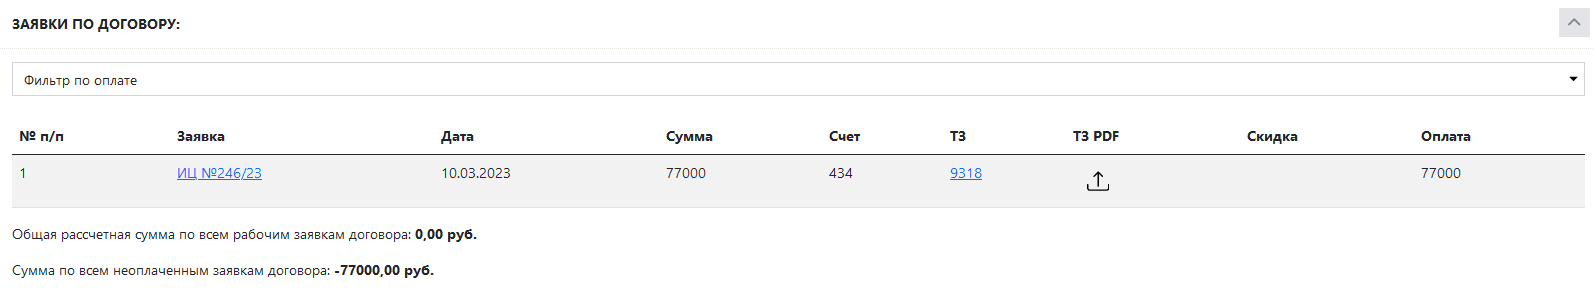 ЗАЯВКИ ПО ДОГОВОРУ:
Фильтр по оплате
№ п/п Заявка Дата Сумма Счет ТЗ ТЗ PDF Скидка Оплата
1 ИЦ №246/23 10.03.2023 77000 434 9318 77000
Общая рассчетная сумма по всем рабочим заявкам договора: 0,00 руб.
Сумма по всем неоплаченным заявкам договора: -77000,00 руб.